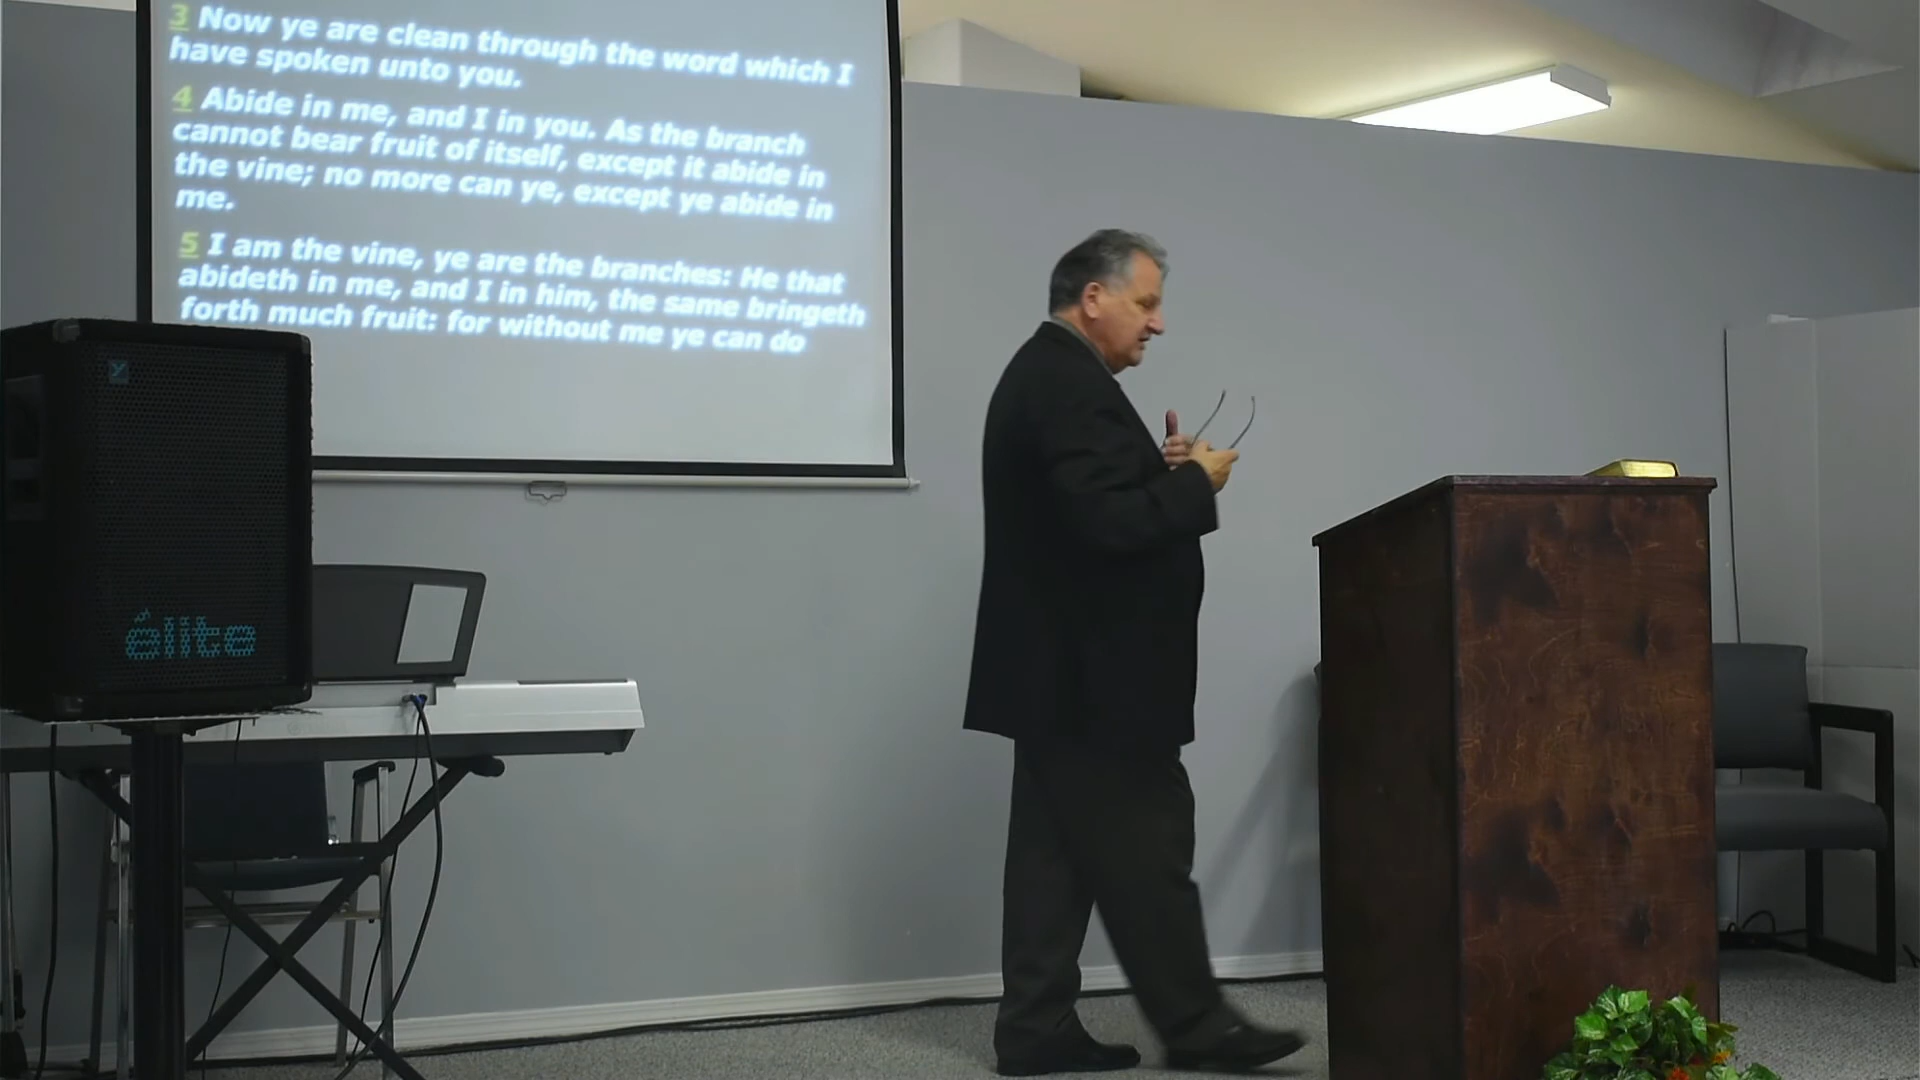 3 Now ye are clean through the word which I
have spoken unto you.
4 Abide in me, and I in you. As the branch
cannot bear fruit of itself, except it abide in
the vine; no more can ye, except ye abide in
me.
5 I am the vine, ye are the branches: He that
abideth in me, and I in him, the same bringeth
forth much fruit: for without me ye can do
élite